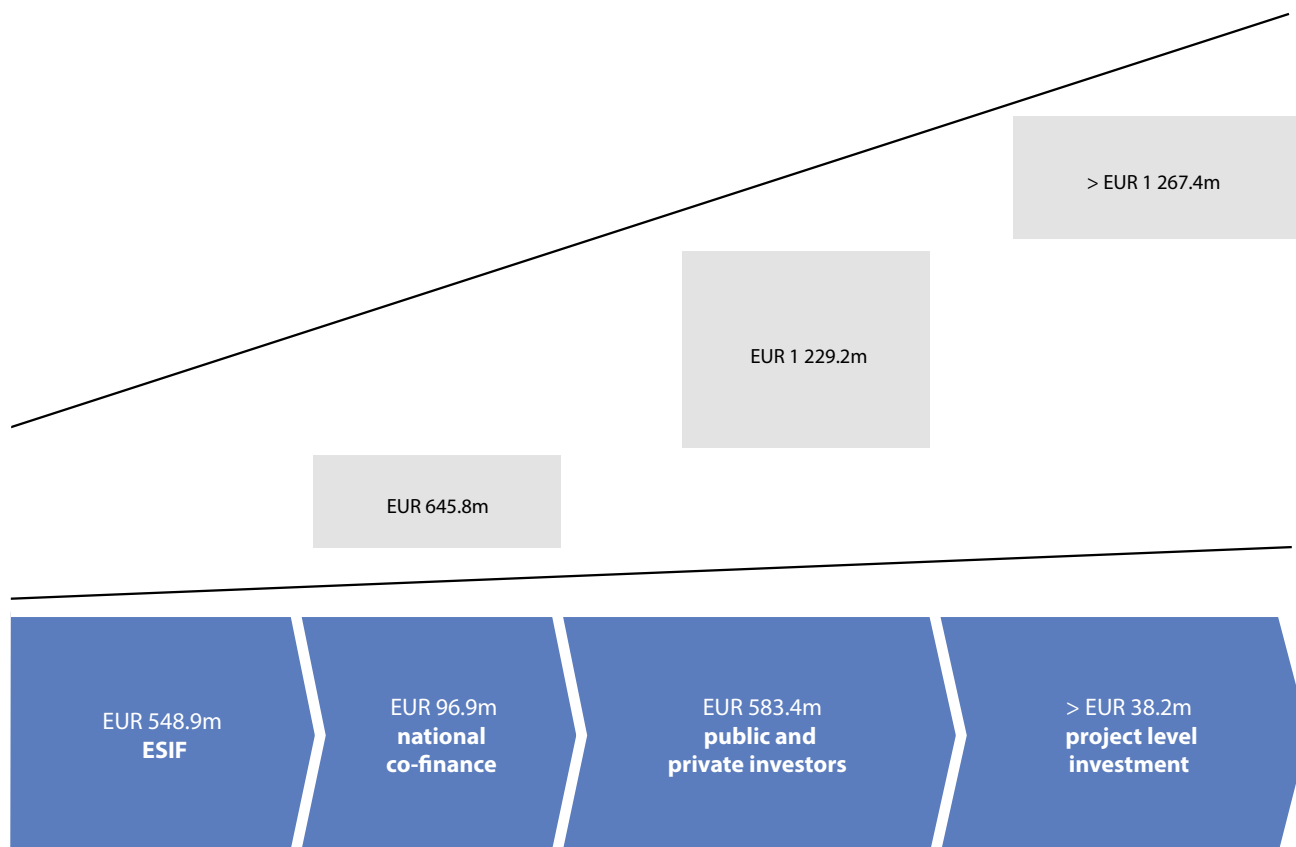 > EUR 1 267.4m
EUR 1 229.2m
EUR 645.8m
EUR 548.9m
ESIF
EUR 96.9m
national
co-finance
EUR 583.4m
public and
private investors
> EUR 38.2m
project level
investment